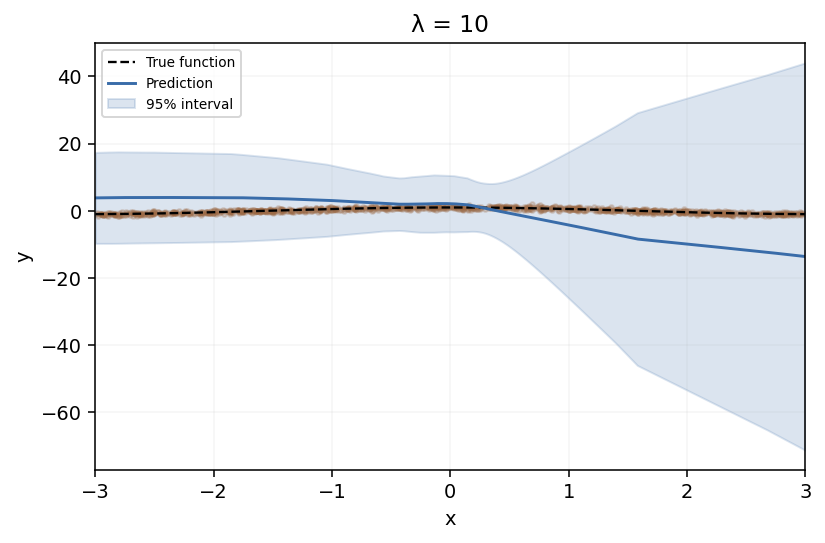 λ = 10
True function
Prediction
95% interval
40
20
0
−20
−40
−60
y
−3
−2
−1
0
1
2
3
x